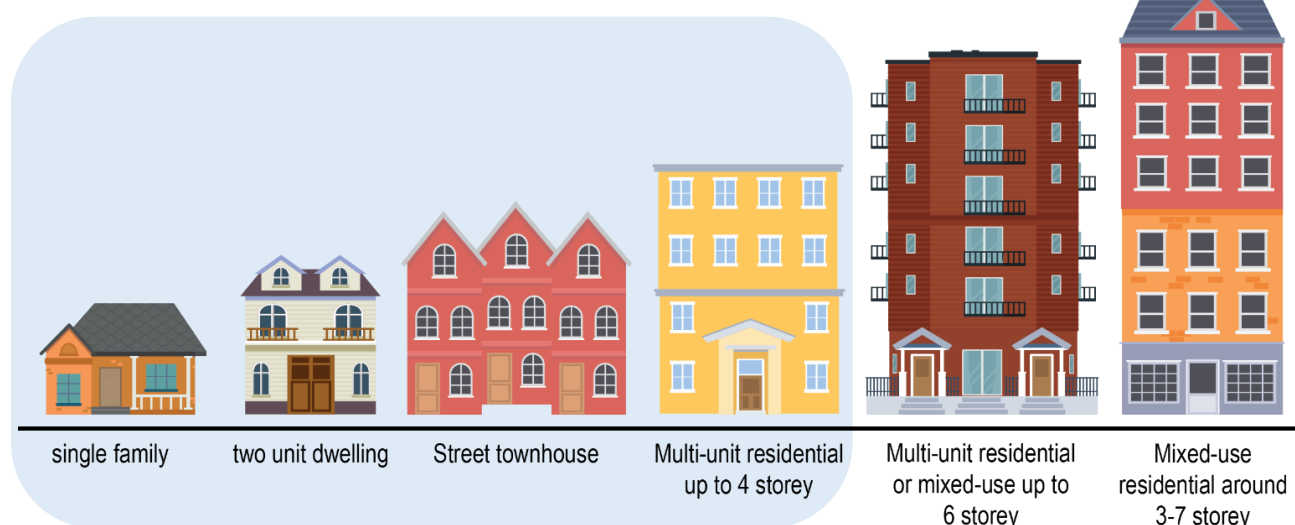 single family
two unit dwelling
Street townhouse
Multi-unit residential
up to 4 storey
Multi-unit residential
or mixed-use up to
6 storey
Mixed-use
residential around
3-7 storey